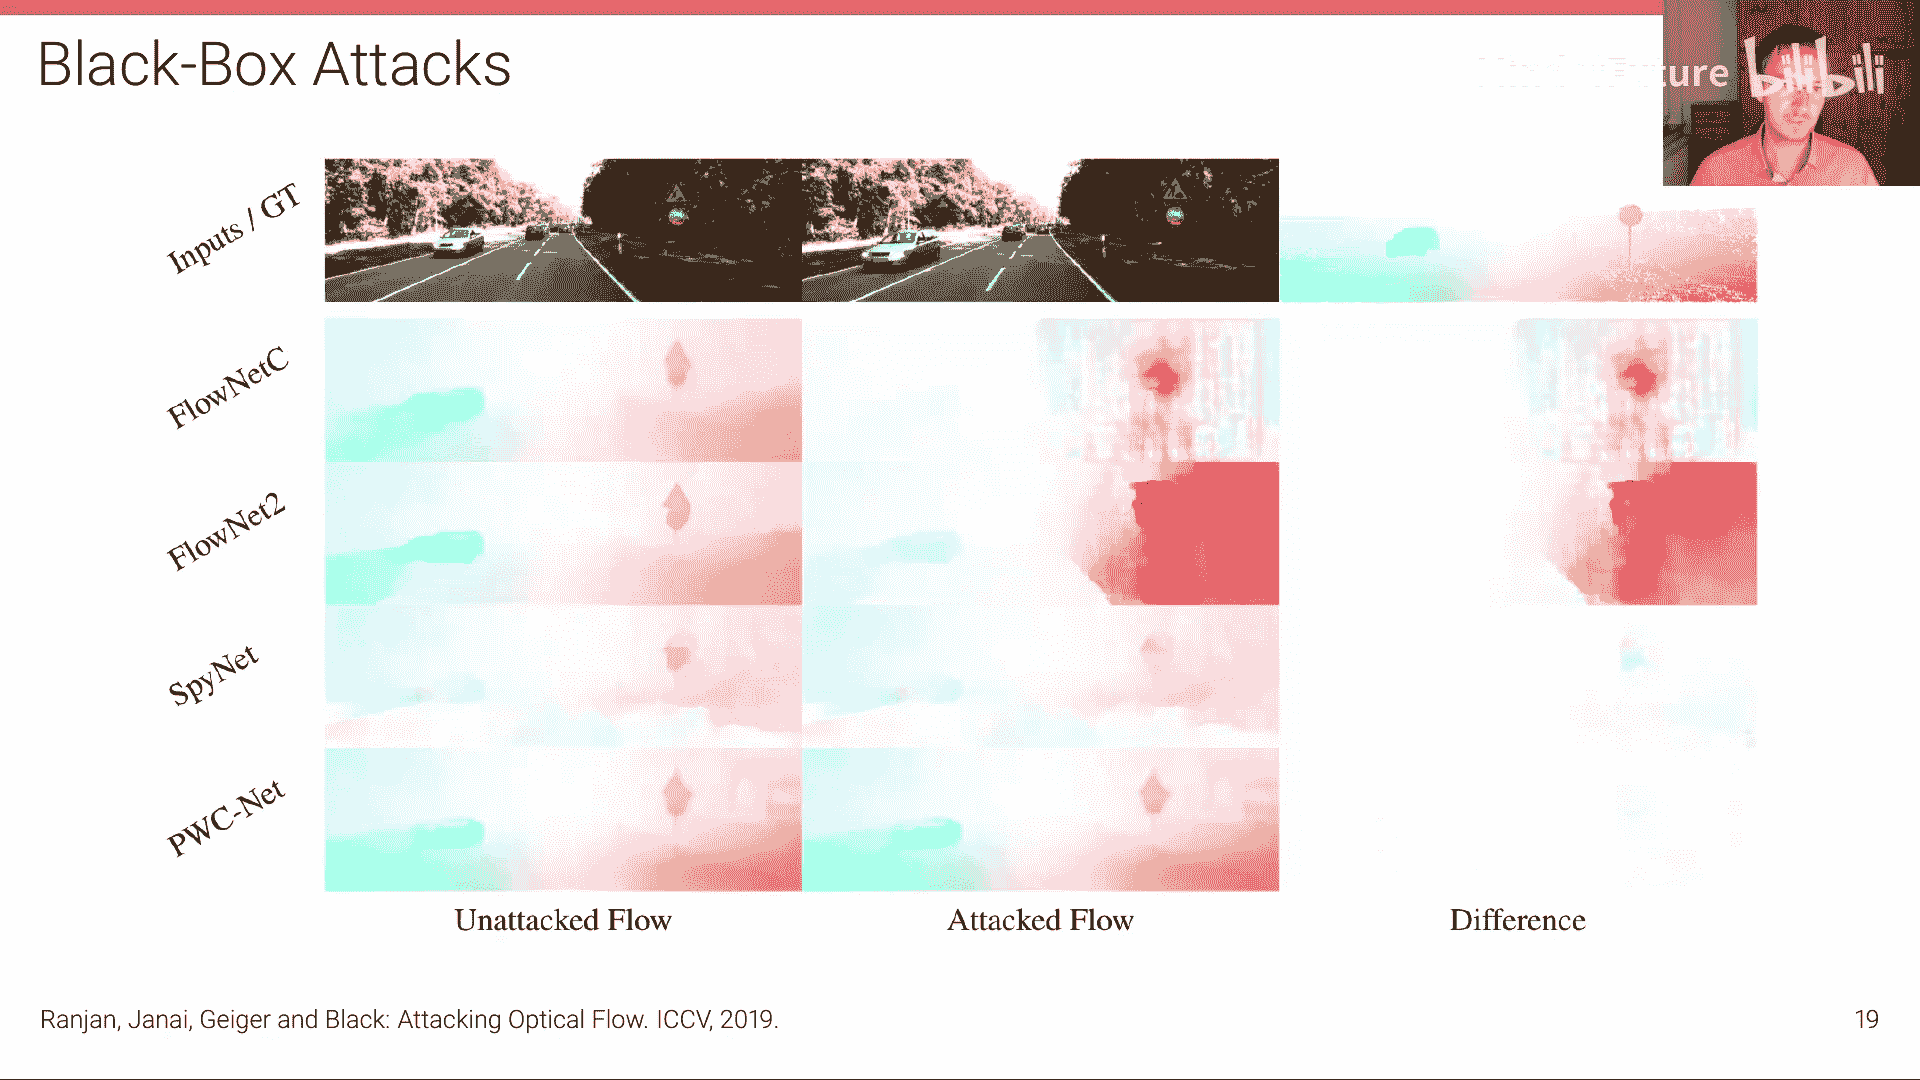 Black-Box Attacks
bilibili
Inputs / GT
FlowNetC
FlowNet2
SpyNet
PWC-Net
Unattacked Flow
Attacked Flow
Difference
Ranjan, Janai, Geiger and Black: Attacking Optical Flow. ICCV, 2019.
19